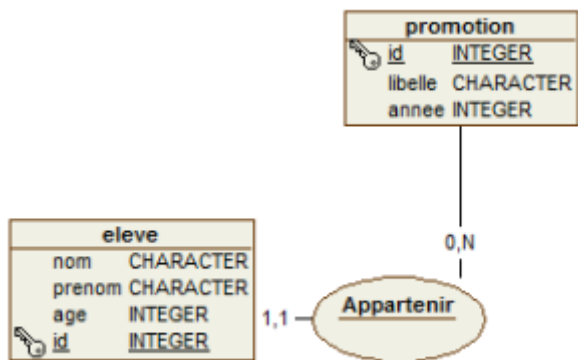 promotion
id INTEGER
libelle CHARACTER
annee INTEGER
0,N
eleve
nom CHARACTER
prenom CHARACTER
age INTEGER
id INTEGER
1,1
Appartenir